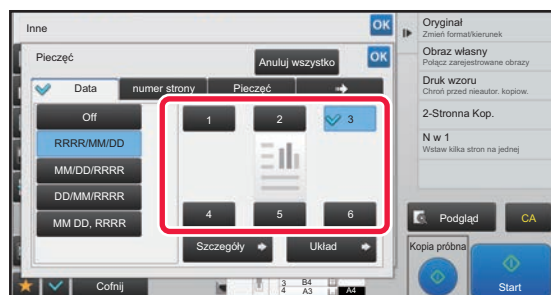 Inne
OK
Pieczęć
Anuluj wszystko
OK
Data
numer strony
Pieczęć
Off
RRRR/MM/DD
MM/DD/RRRR
DD/MM/RRRR
MM DD, RRRR
1
2
3
4
5
6
Szczegóły
Układ
Cofnij
3 B4
4 A3
A4
Oryginał
Zmień format/kierunek
Obraz własny
Połącz zarejestrowane obrazy
Druk wzoru
Chroń przed nieautor. kopiow.
2-Stronna Kop.
N w 1
Wstaw kilka stron na jednej
Podgląd
CA
Kopia próbna
Start